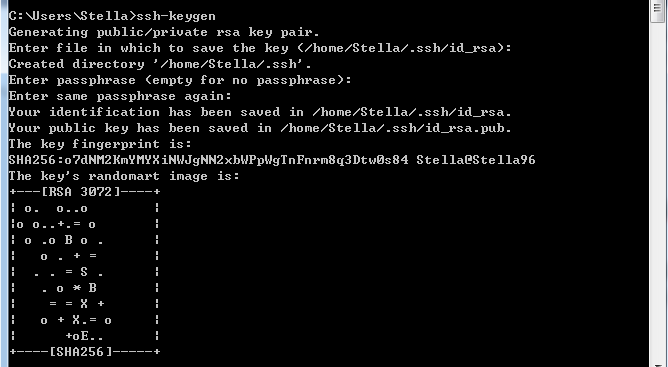 C:\Users\Stella>ssh-keygen
Generating public/private rsa key pair.
Enter file in which to save the key (/home/Stella/.ssh/id_rsa):
Created directory '/home/Stella/.ssh'.
Enter passphrase (empty for no passphrase):
Enter same passphrase again:
Your identification has been saved in /home/Stella/.ssh/id_rsa.
Your public key has been saved in /home/Stella/.ssh/id_rsa.pub.
The key fingerprint is:
SHA256:o7dNM2KmYMYXiNWJgNN2xbWPpWgTnFnrm8q3Dtw0s84 Stella@Stella96
The key's randomart image is:
+---[RSA 3072]----+
¦ o.  o..o        ¦
¦o o..+.= o       ¦
¦ o .o B o .      ¦
¦   o . + =       ¦
¦  . . = S .      ¦
¦   . o * B       ¦
¦    = = X +      ¦
¦   o + X.= o     ¦
¦      +oE..      ¦
+----[SHA256]-----+